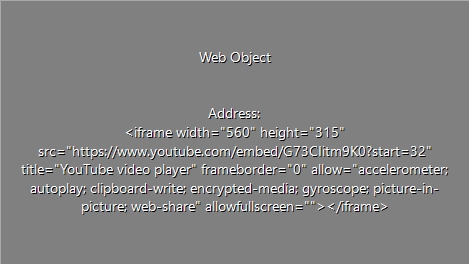 Web Object
Address:
<iframe width="560" height="315"
src="https://www.youtube.com/embed/G73CIitm9K0?start=32"
title="YouTube video player" frameborder="0" allow="accelerometer;
autoplay; clipboard-write; encrypted-media; gyroscope; picture-in-
picture; web-share" allowfullscreen=""></iframe>